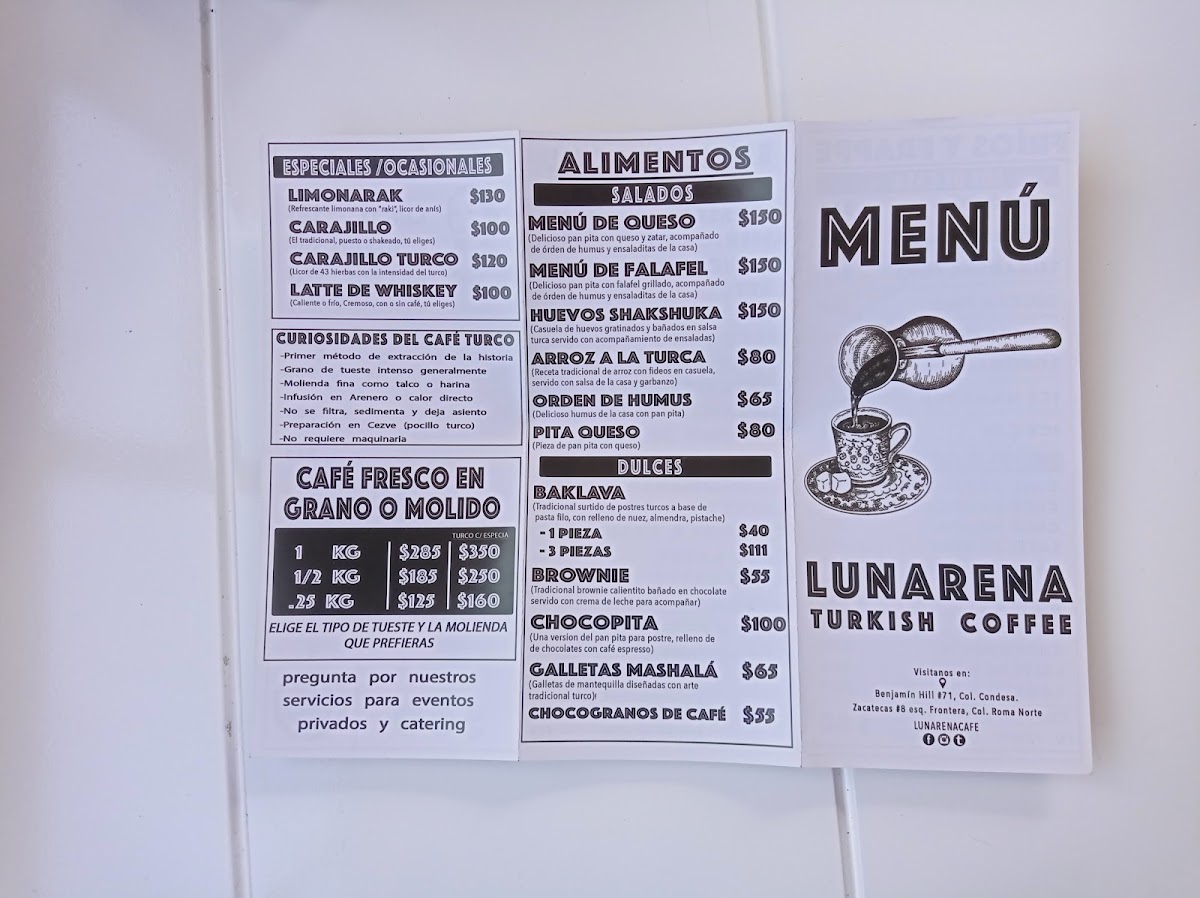 ESPECIALES /OCASIONALES
LIMONARAK $130
(Refrescante limonana con "raki", licor de anís)
CARAJILLO $100
(El tradicional, puesto o shakeado, tú eliges)
CARAJILLO TURCO $120
(Licor de 43 hierbas con la intensidad del turco)
LATTE DE WHISKEY $100
(Caliente o frío, Cremoso, con o sin café, tú eliges)
CURIOSIDADES DEL CAFÉ TURCO
-Primer método de extracción de la historia
-Grano de tueste intenso generalmente
-Molienda fina como talco o harina
-Infusión en Arenero o calor directo
-No se filtra, sedimenta y deja asiento
-Preparación en Cezve (pocillo turco)
-No requiere maquinaria
CAFÉ FRESCO EN
GRANO O MOLIDO
TURCO C/ ESPECIA
1 KG $285 $350
1/2 KG $185 $250
.25 KG $125 $160
ELIGE EL TIPO DE TUESTE Y LA MOLIENDA
QUE PREFIERAS
pregunta por nuestros
servicios para eventos
privados y catering
ALIMENTOS
SALADOS
MENÚ DE QUESO $150
(Delicioso pan pita con queso y zatar, acompañado
de órden de humus y ensaladitas de la casa)
MENÚ DE FALAFEL $150
(Delicioso pan pita con falafel grillado, acompañado
de órden de humus y ensaladitas de la casa)
HUEVOS SHAKSHUKA $150
(Casuela de huevos gratinados y bañados en salsa
turca servido con acompañamiento de ensaladas)
ARROZ A LA TURCA $80
(Receta tradicional de arroz con fideos en casuela,
servido con salsa de la casa y garbanzo)
ORDEN DE HUMUS $65
(Delicioso humus de la casa con pan pita)
PITA QUESO $80
(Pieza de pan pita con queso)
DULCES
BAKLAVA
(Tradicional surtido de postres turcos a base de
pasta filo, con relleno de nuez, almendra, pistache)
- 1 PIEZA $40
- 3 PIEZAS $111
BROWNIE $55
(Tradicional brownie calientito bañado en chocolate
servido con crema de leche para acompañar)
CHOCOPITA $100
(Una version del pan pita para postre, relleno de
de chocolates con café espresso)
GALLETAS MASHALÁ $65
(Galletas de mantequilla diseñadas con arte
tradicional turco)!
CHOCOGRANOS DE CAFÉ $55
MENÚ
LUNARENA
TURKISH COFFEE
Visitanos en:
Benjamín Hill #71, Col. Condesa.
Zacatecas #8 esq. Frontera, Col. Roma Norte
LUNARENACAFE